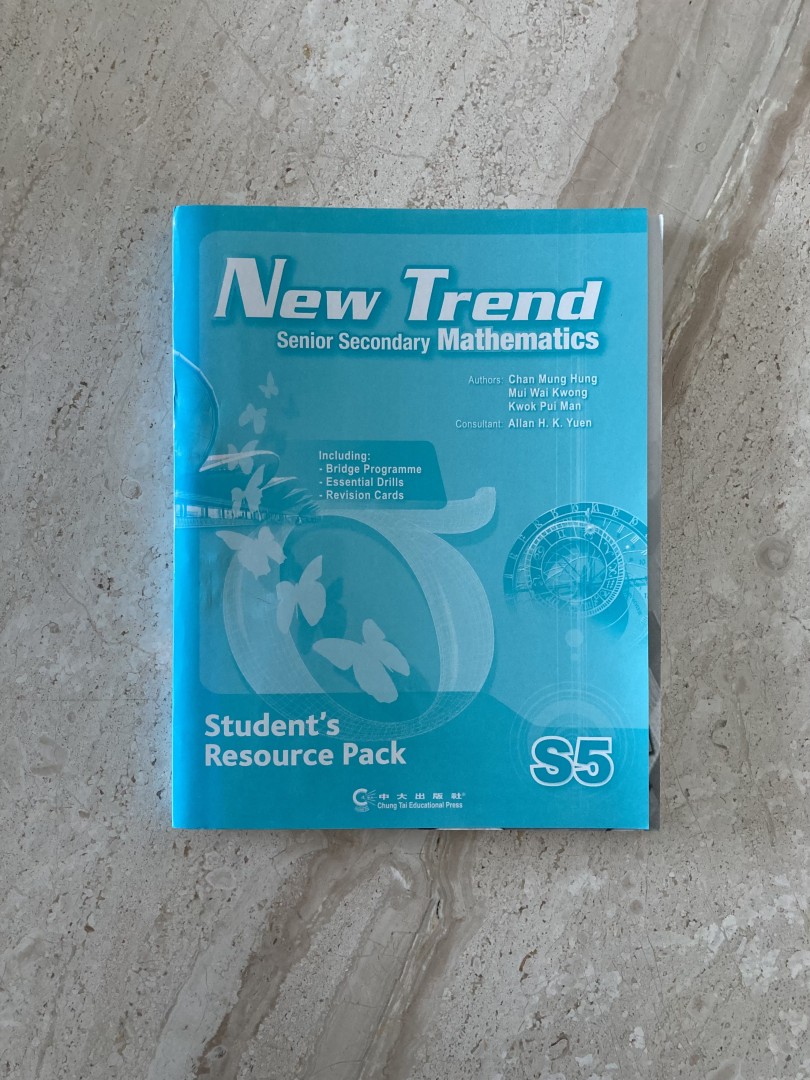 New Trend
Senior Secondary Mathematics
Authors: Chan Mung Hung
Mui Wai Kwong
Kwok Pui Man
Consultant: Allan H. K. Yuen
Including:
- Bridge Programme
- Essential Drills
- Revision Cards
Student's
Resource Pack
S5
中大出版社
Chung Tai Educational Press